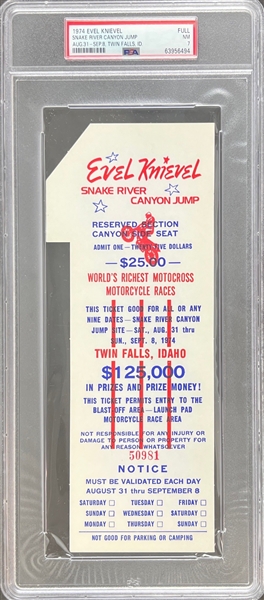 1974 EVEL KNIEVEL FULL
SNAKE RIVER CANYON JUMP NM
AUG.31 - SEP.8, TWIN FALLS, ID 7
PSA 63956494
Evel Knievel
SNAKE RIVER
CANYON JUMP
RESERVED SECTION
CANYON SIDE SEAT
ADMIT ONE — TWENTY FIVE DOLLARS
—$25.00—
WORLD'S RICHEST MOTOCROSS
MOTORCYCLE RACES
THIS TICKET GOOD FOR ALL OR ANY
NINE DATES — SNAKE RIVER CANYON
JUMP SITE — SAT., AUG. 31 thru
SUN., SEPT. 8, 1974
TWIN FALLS, IDAHO
$125,000
IN PRIZES AND PRIZE MONEY!
THIS TICKET PERMITS ENTRY TO THE
BLASTOFF AREA — LAUNCH PAD
MOTORCYCLE RACE AREA
NOT RESPONSIBLE FOR ANY INJURY OR
DAMAGE TO PERSON OR PROPERTY FOR
ANY REASON WHATSOEVER
50981
NOTICE
MUST BE VALIDATED EACH DAY
AUGUST 31 thru SEPTEMBER 8
SATURDAY TUESDAY FRIDAY
SUNDAY WEDNESDAY SATURDAY
MONDAY THURSDAY SUNDAY
NOT GOOD FOR PARKING OR CAMPING